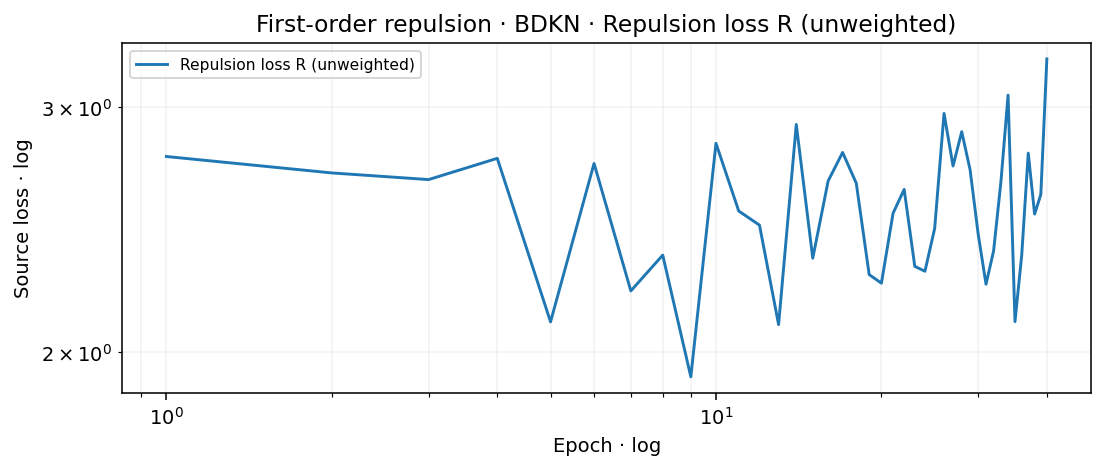 First-order repulsion · BDKN · Repulsion loss R (unweighted)
Repulsion loss R (unweighted)
Source loss · log
3 × 10⁰
2 × 10⁰
10⁰
10¹
Epoch · log